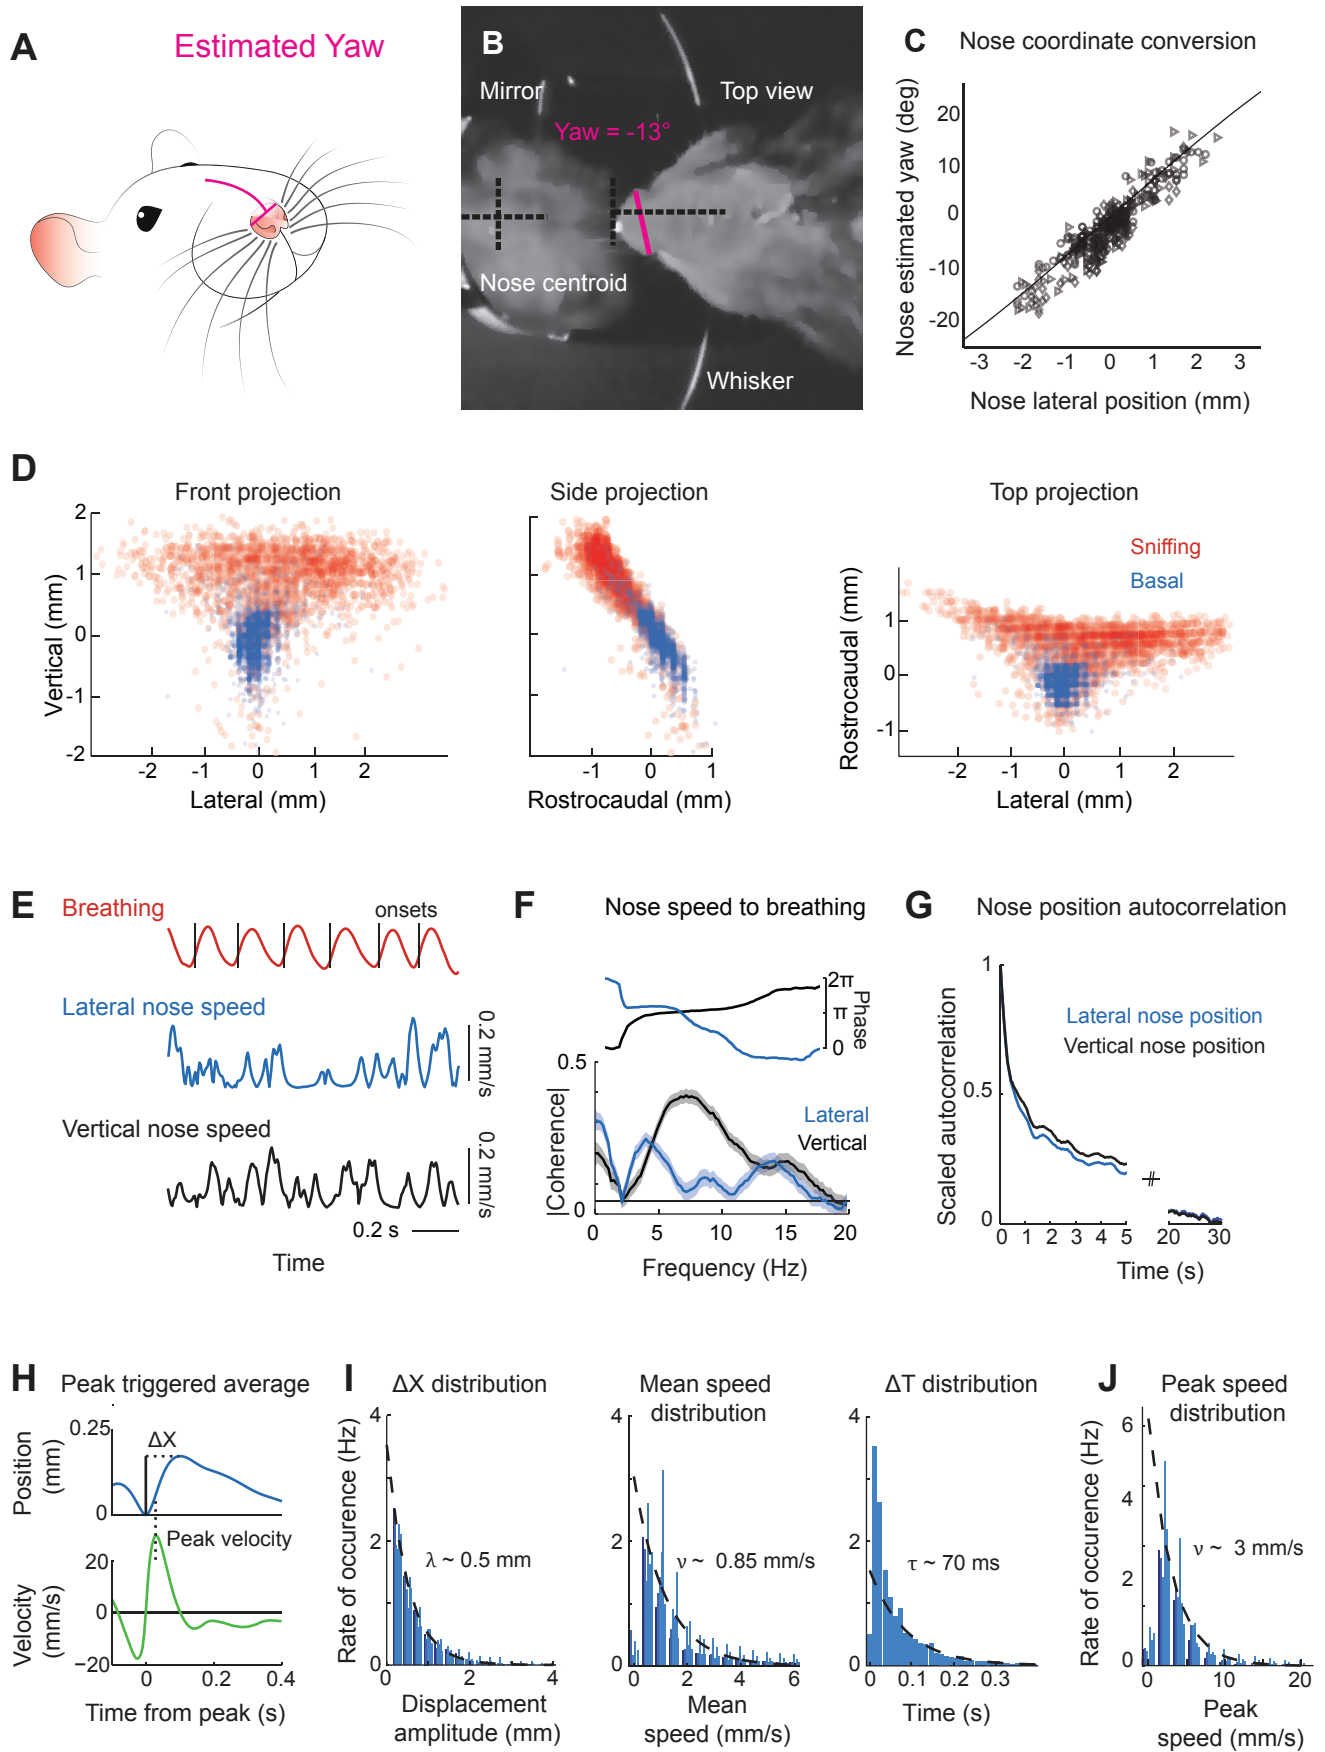 A
Estimated Yaw
B
Mirror
Top view
Yaw = -13°
Nose centroid
Whisker
C
Nose coordinate conversion
Nose estimated yaw (deg)
20
10
0
-10
-20
-3 -2 -1 0 1 2 3
Nose lateral position (mm)
D
Front projection
Vertical (mm)
2
1
0
-1
-2
-2 -1 0 1 2
Lateral (mm)
Side projection
-1 0 1
Rostrocaudal (mm)
Top projection
Sniffing
Basal
Rostrocaudal (mm)
1
0
-1
-2 -1 0 1 2
Lateral (mm)
E
Breathing
onsets
Lateral nose speed
0.2 mm/s
Vertical nose speed
0.2 mm/s
0.2 s
Time
F
Nose speed to breathing
2π
π
0
Phase
0.5
0
|Coherence|
Lateral
Vertical
0 5 10 15 20
Frequency (Hz)
G
Nose position autocorrelation
Scaled autocorrelation
1
0.5
0
Lateral nose position
Vertical nose position
0 1 2 3 4 5 20 30
Time (s)
H
Peak triggered average
Position
(mm)
0.25
0
ΔX
Peak velocity
Velocity
(mm/s)
20
0
−20
0 0.2 0.4
Time from peak (s)
I
ΔX distribution
Rate of occurence (Hz)
4
2
0
λ ~ 0.5 mm
0 2 4
Displacement
amplitude (mm)
Mean speed
distribution
4
2
0
ν ~ 0.85 mm/s
0 2 4 6
Mean
speed (mm/s)
ΔT distribution
4
2
0
τ ~ 70 ms
0 0.1 0.2 0.3
Time (s)
J
Peak speed
distribution
Rate of occurence (Hz)
6
4
2
0
ν ~ 3 mm/s
0 10 20
Peak
speed (mm/s)